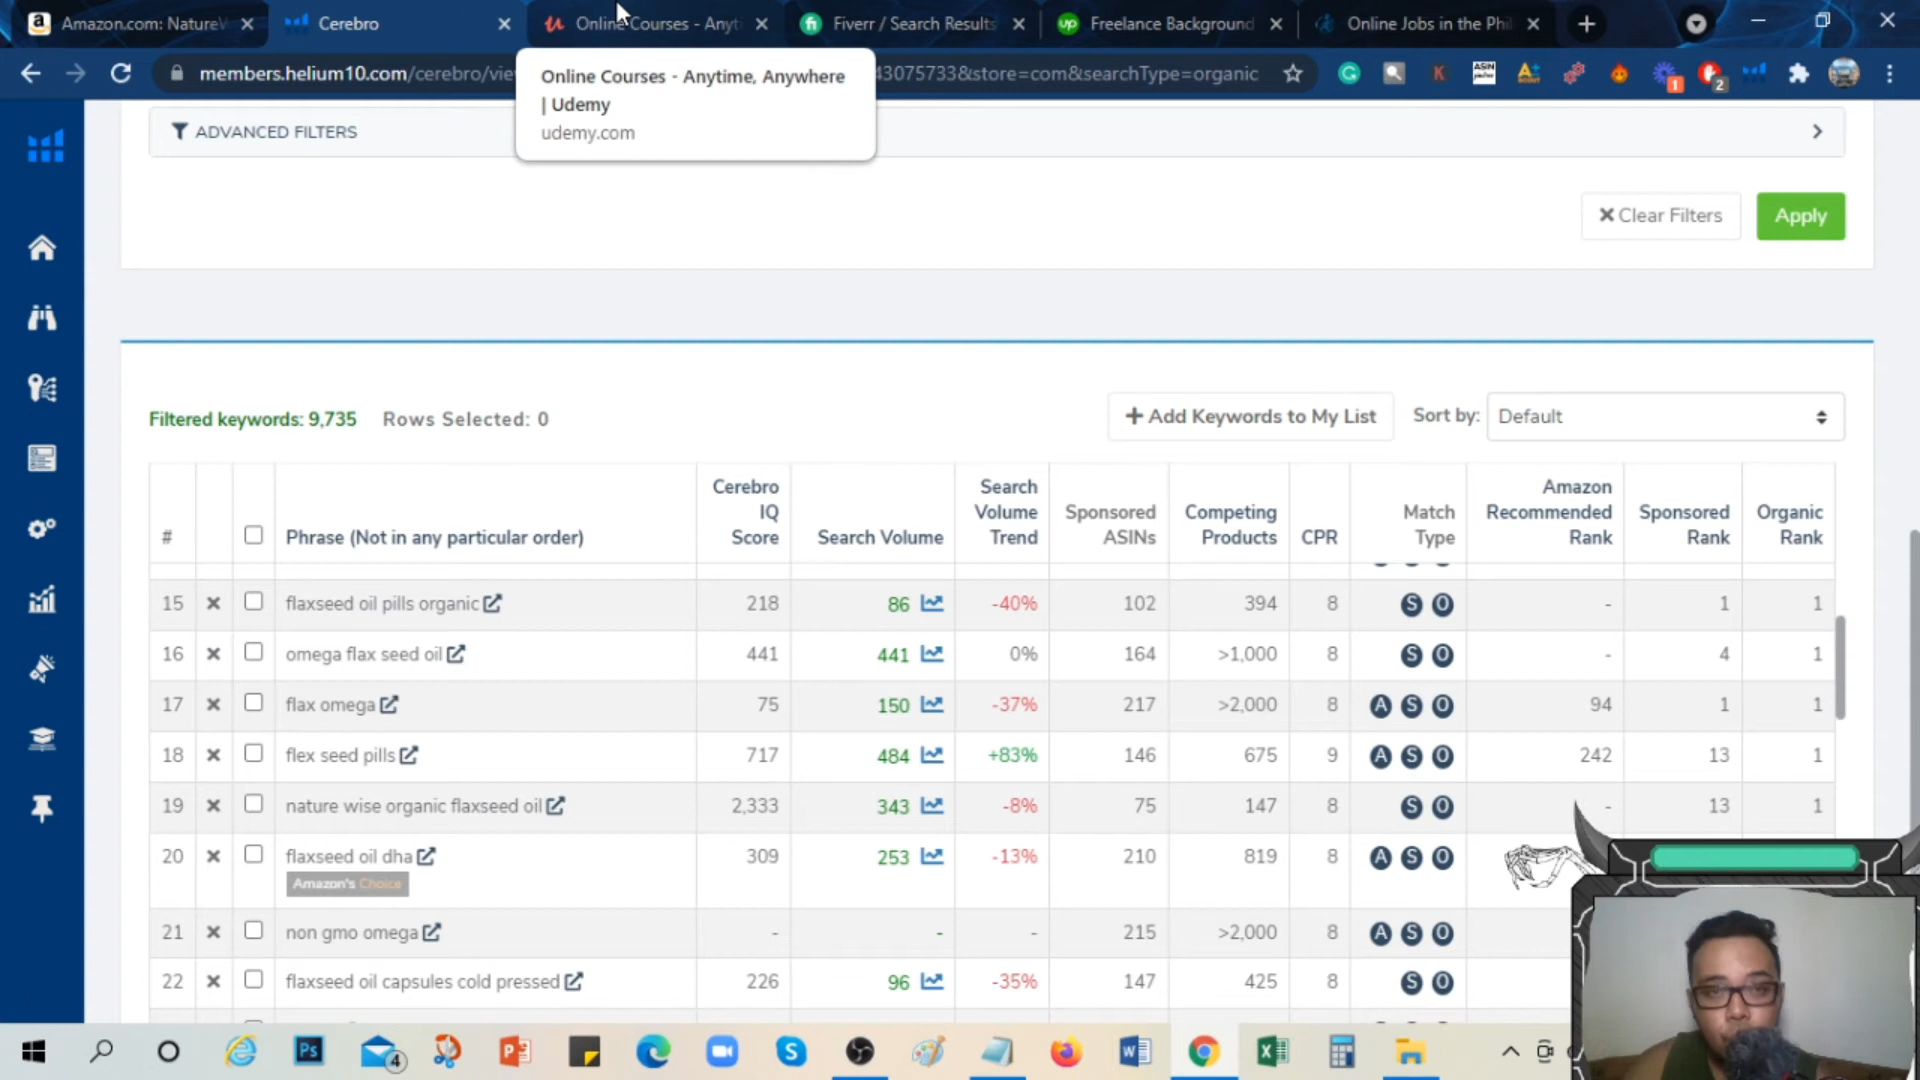 Amazon.com: NatureW
Cerebro
Online Courses - Anyti
Fiverr / Search Results
Freelance Background
Online Jobs in the Phil
members.helium10.com/cerebro/view
43075733&store=com&searchType=organic
Online Courses - Anytime, Anywhere
| Udemy
udemy.com
ADVANCED FILTERS
Clear Filters
Apply
Filtered keywords: 9,735 Rows Selected: 0
Add Keywords to My List
Sort by: Default
# Phrase (Not in any particular order) Cerebro IQ Score Search Volume Search Volume Trend Sponsored ASINs Competing Products CPR Match Type Amazon Recommended Rank Sponsored Rank Organic Rank
15 flaxseed oil pills organic 218 86 -40% 102 394 8 S O - 1 1
16 omega flax seed oil 441 441 0% 164 >1,000 8 S O - 4 1
17 flax omega 75 150 -37% 217 >2,000 8 A S O 94 1 1
18 flex seed pills 717 484 +83% 146 675 9 A S O 242 13 1
19 nature wise organic flaxseed oil 2,333 343 -8% 75 147 8 S O - 13 1
20 flaxseed oil dha 309 253 -13% 210 819 8 A S O
Amazon's Choice
21 non gmo omega - - - 215 >2,000 8 A S O
22 flaxseed oil capsules cold pressed 226 96 -35% 147 425 8 S O